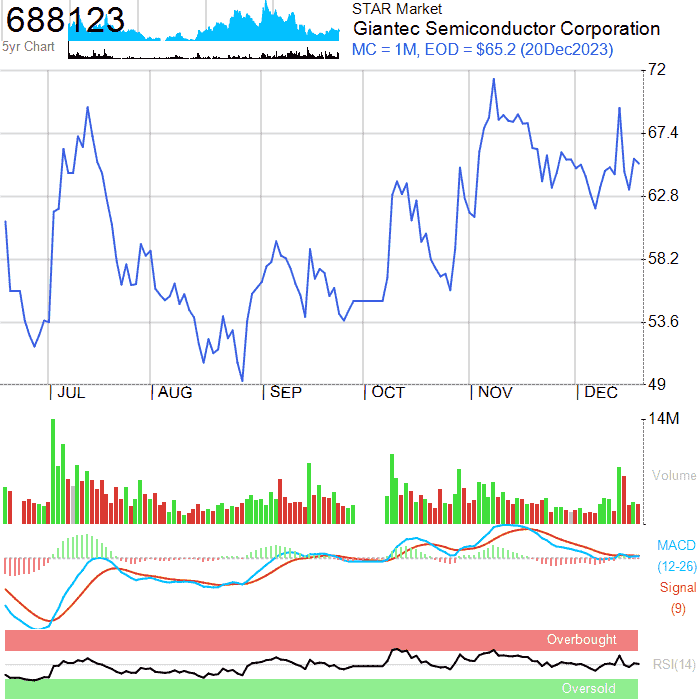 688123
5yr Chart
STAR Market
Giantec Semiconductor Corporation
MC = 1M, EOD = $65.2 (20Dec2023)
72
67.4
62.8
58.2
53.6
49
JUL AUG SEP OCT NOV DEC
14M
Volume
MACD
(12-26)
Signal
(9)
Overbought
RSI(14)
Oversold